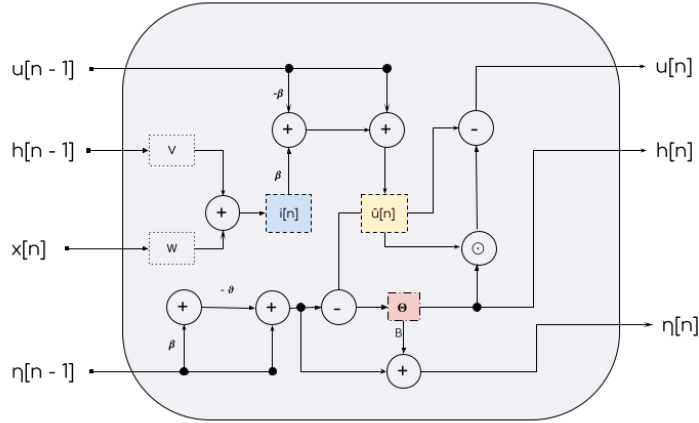 u[n - 1]
u[n]
-β
+
+
-
h[n-1]
V
h[n]
β
+
i[n]
û[n]
x[n]
W
⊙
- ϑ
+
+
-
Θ
η[n]
β
B
η[n - 1]
+